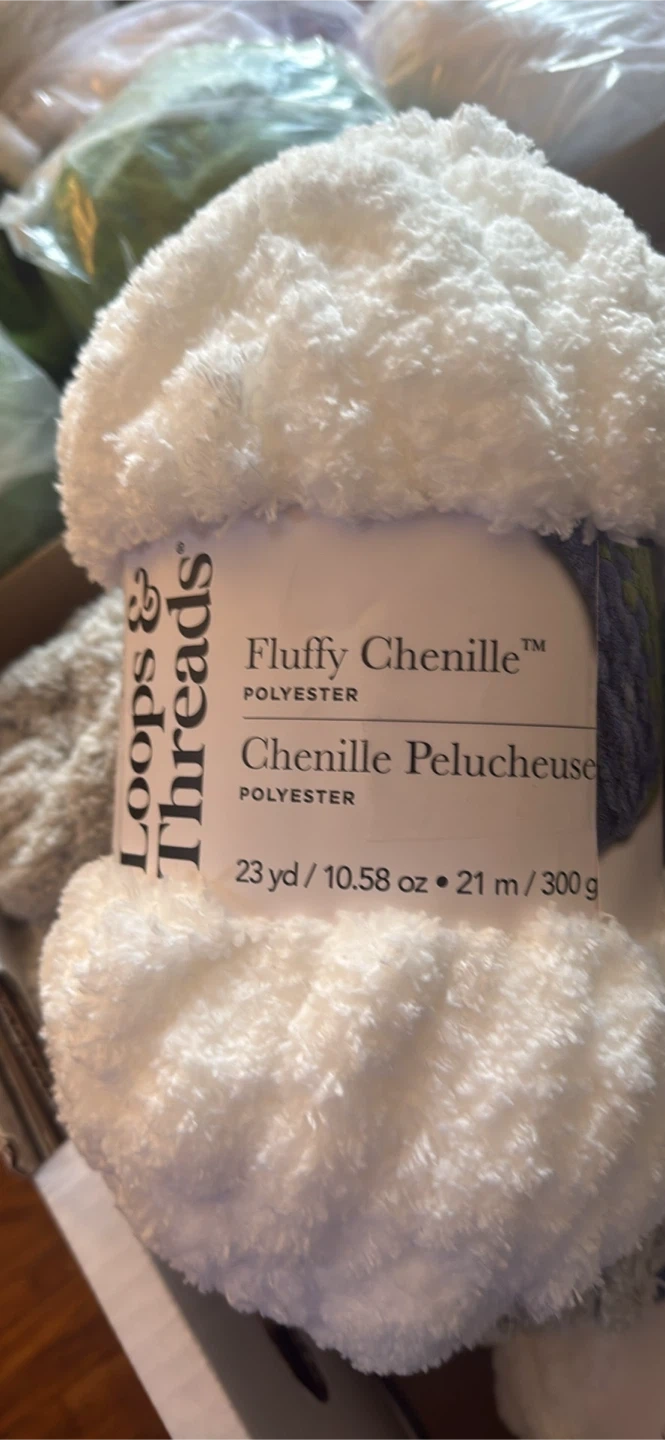 Loops &
Threads®
Fluffy Chenille™
POLYESTER
Chenille Pelucheuse
POLYESTER
23 yd / 10.58 oz • 21 m / 300 g